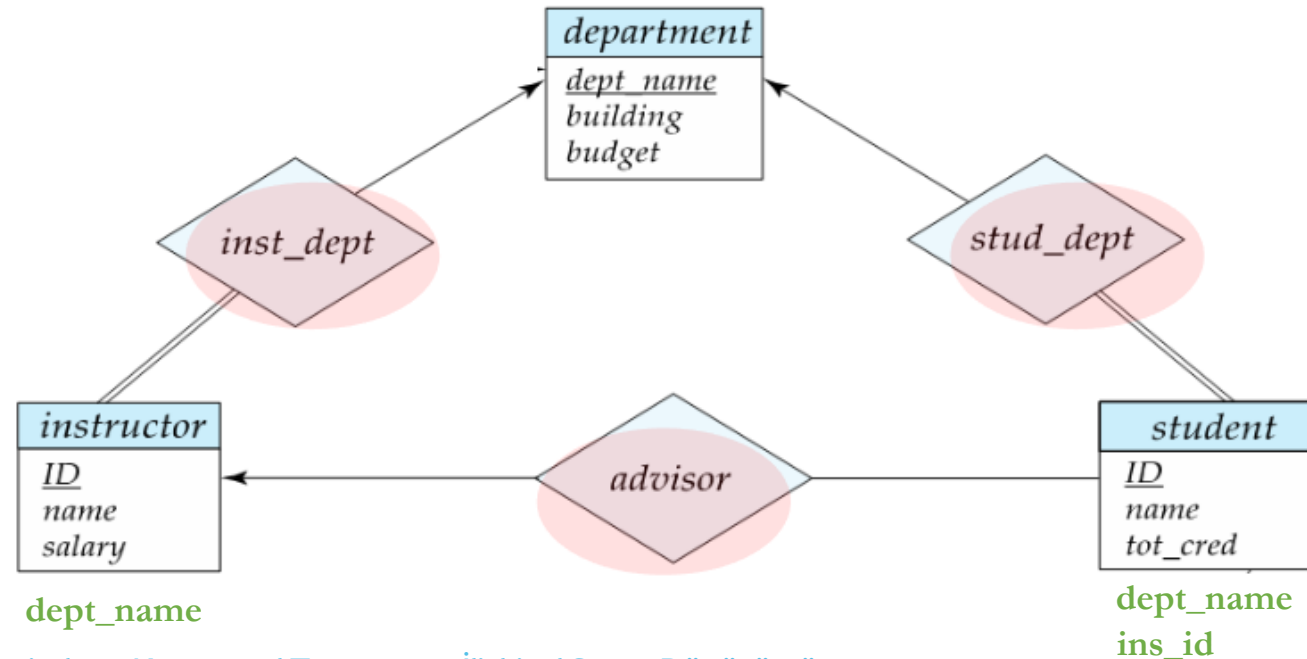 department
dept_name
building
budget
inst_dept
stud_dept
instructor
ID
name
salary
advisor
student
ID
name
tot_cred
dept_name
dept_name
ins_id